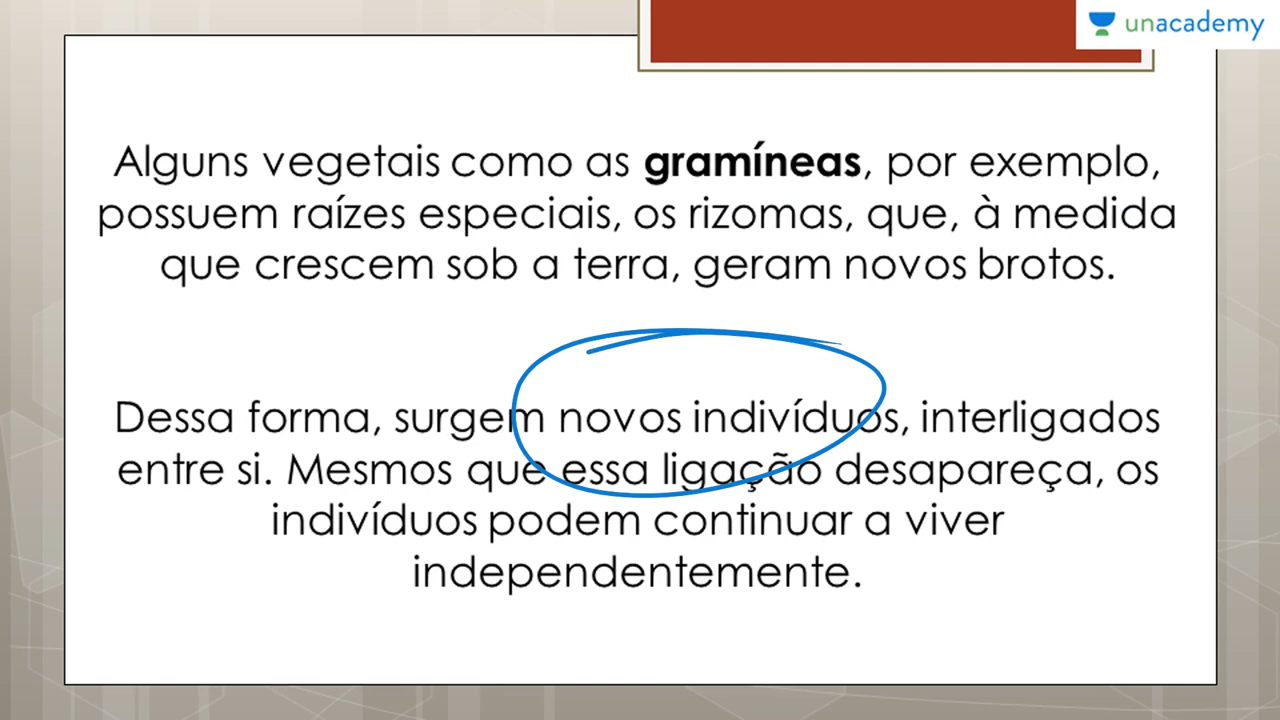 unacademy
Alguns vegetais como as gramíneas, por exemplo,
possuem raízes especiais, os rizomas, que, à medida
que crescem sob a terra, geram novos brotos.
Dessa forma, surgem novos indivíduos, interligados
entre si. Mesmos que essa ligação desapareça, os
indivíduos podem continuar a viver
independentemente.